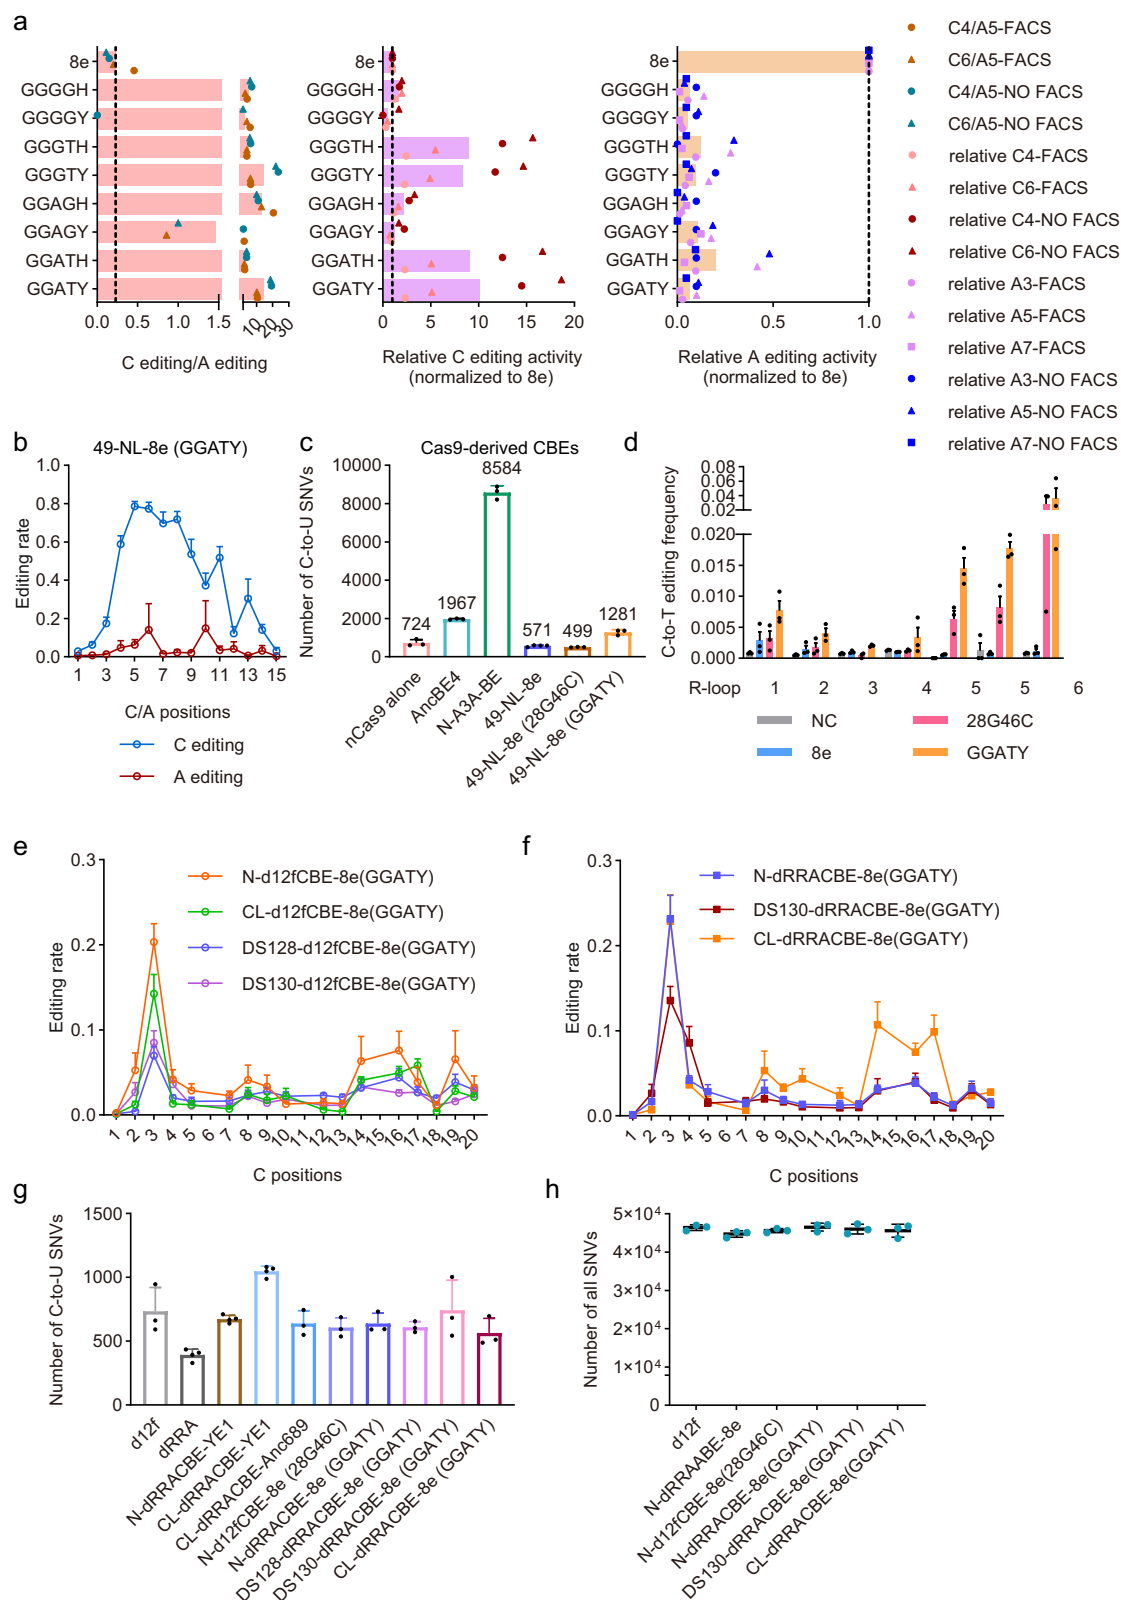 a
8e
GGGGH
GGGGY
GGGTH
GGGTY
GGAGH
GGAGY
GGATH
GGATY
0.0 0.5 1.0 1.5 10 20 30
C editing/A editing
8e
GGGGH
GGGGY
GGGTH
GGGTY
GGAGH
GGAGY
GGATH
GGATY
0 5 10 15 20
Relative C editing activity
(normalized to 8e)
8e
GGGGH
GGGGY
GGGTH
GGGTY
GGAGH
GGAGY
GGATH
GGATY
0.0 0.5 1.0
Relative A editing activity
(normalized to 8e)
C4/A5-FACS
C6/A5-FACS
C4/A5-NO FACS
C6/A5-NO FACS
relative C4-FACS
relative C6-FACS
relative C4-NO FACS
relative C6-NO FACS
relative A3-FACS
relative A5-FACS
relative A7-FACS
relative A3-NO FACS
relative A5-NO FACS
relative A7-NO FACS
b
49-NL-8e (GGATY)
Editing rate
1.0
0.8
0.6
0.4
0.2
0.0
1 3 5 7 9 11 13 15
C/A positions
C editing
A editing
c
Cas9-derived CBEs
Number of C-to-U SNVs
10000
8000
6000
4000
2000
0
724
1967
8584
571
499
1281
nCas9 alone
AncBE4
N-A3A-BE
49-NL-8e
49-NL-8e (28G46C)
49-NL-8e (GGATY)
d
C-to-T editing frequency
0.08
0.06
0.04
0.02
0.020
0.015
0.010
0.005
0.000
R-loop 1 2 3 4 5 5 6
NC
8e
28G46C
GGATY
e
Editing rate
0.3
0.2
0.1
0.0
N-d12fCBE-8e(GGATY)
CL-d12fCBE-8e(GGATY)
DS128-d12fCBE-8e(GGATY)
DS130-d12fCBE-8e(GGATY)
1 2 3 4 5 6 7 8 9 10 11 12 13 14 15 16 17 18 19 20
C positions
f
Editing rate
0.3
0.2
0.1
0.0
N-dRRACBE-8e(GGATY)
DS130-dRRACBE-8e(GGATY)
CL-dRRACBE-8e(GGATY)
1 2 3 4 5 6 7 8 9 10 11 12 13 14 15 16 17 18 19 20
C positions
g
Number of C-to-U SNVs
1500
1000
500
0
d12f
dRRA
N-dRRACBE-YE1
CL-dRRACBE-YE1
CL-dRRACBE-Anc689
N-d12fCBE-8e (28G46C)
N-dRRACBE-8e (GGATY)
DS128-dRRACBE-8e (GGATY)
DS130-dRRACBE-8e (GGATY)
CL-dRRACBE-8e (GGATY)
h
Number of all SNVs
5×10⁴
4×10⁴
3×10⁴
2×10⁴
1×10⁴
0
d12f
N-dRRAABE-8e
N-d12fCBE-8e(28G46C)
N-dRRACBE-8e(GGATY)
DS130-dRRACBE-8e(GGATY)
CL-dRRACBE-8e(GGATY)